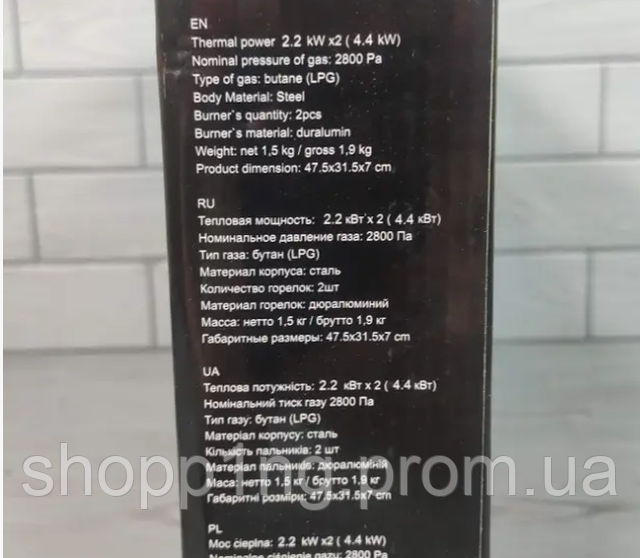 EN
Thermal power 2.2 kW x2 ( 4.4 kW)
Nominal pressure of gas: 2800 Pa
Type of gas: butane (LPG)
Body Material: Steel
Burner`s quantity: 2pcs
Burner`s material: duralumin
Weight: net 1,5 kg / gross 1,9 kg
Product dimension: 47.5x31.5x7 cm
RU
Тепловая мощность: 2.2 кВт x 2 ( 4.4 кВт)
Номинальное давление газа: 2800 Па
Тип газа: бутан (LPG)
Материал корпуса: сталь
Количество горелок: 2шт
Материал горелок: дюралюминий
Масса: нетто 1,5 кг / брутто 1,9 кг
Габаритные размеры: 47.5x31.5x7 cm
UA
Теплова потужність: 2.2 кВт x 2 ( 4.4 кВт)
Номінальний тиск газу 2800 Па
Тип газу: бутан (LPG)
Матеріал корпусу: сталь
Кількість пальників: 2 шт
Матеріал пальників: дюралюміній
Маса: нетто 1,5 кг / брутто 1,9 кг
Габаритні розміри: 47.5x31.5x7 cm
shopp1ng.prom.ua
PL
Moc cieplna: 2.2 kW x2 ( 4.4 kW)
Nominalne ciśnienie gazu: 2800 Pa